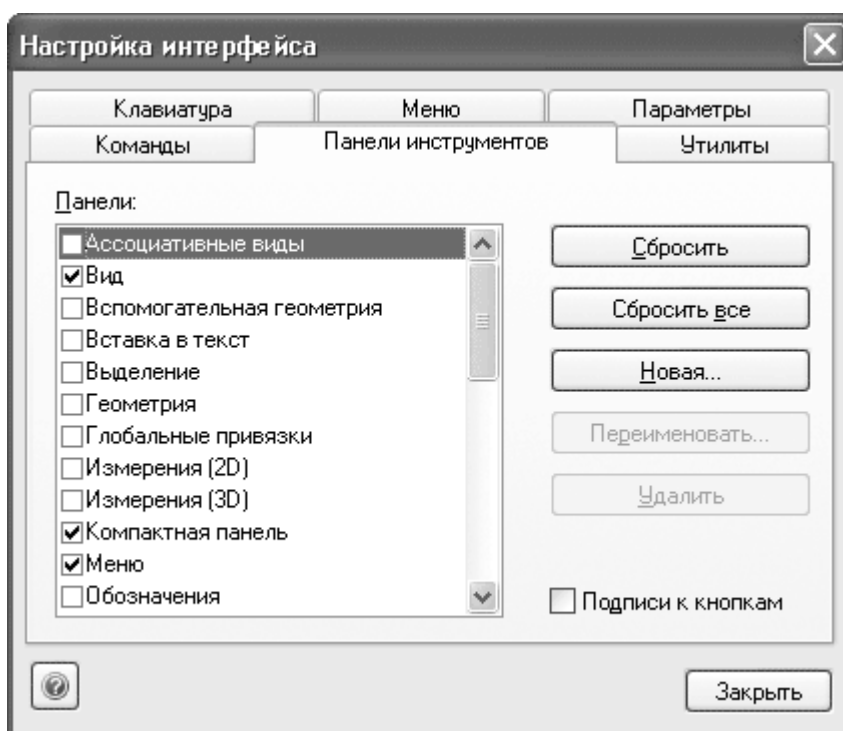 Настройка интерфейса
Клавиатура Меню Параметры
Команды Панели инструментов Утилиты
Панели:
Ассоциативные виды
Вид
Вспомогательная геометрия
Вставка в текст
Выделение
Геометрия
Глобальные привязки
Измерения (2D)
Измерения (3D)
Компактная панель
Меню
Обозначения
Сбросить
Сбросить все
Новая...
Переименовать...
Удалить
Подписи к кнопкам
Закрыть